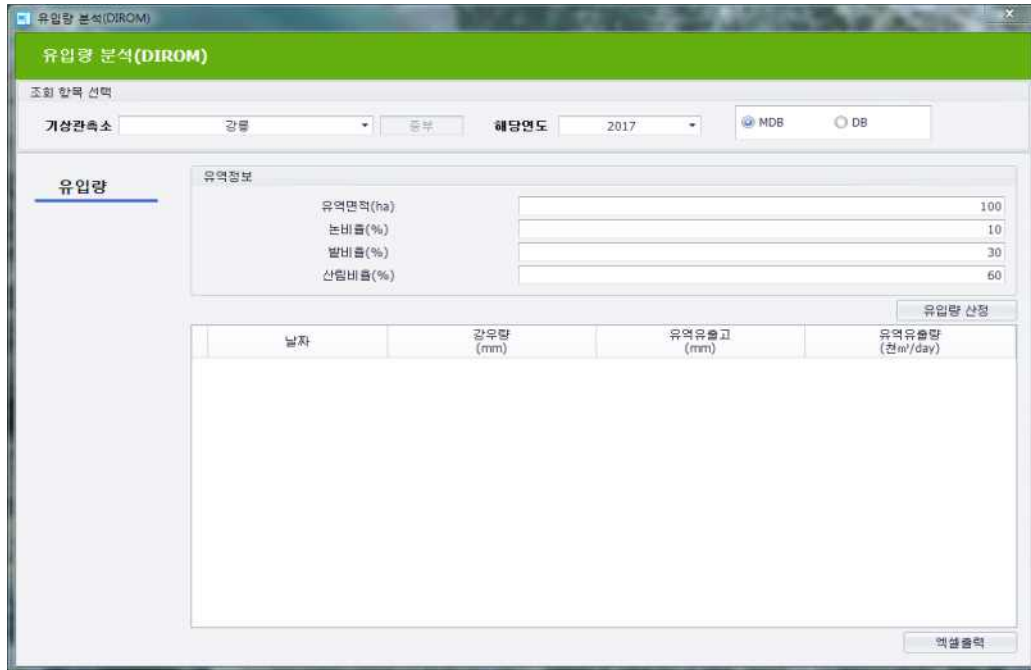 유입량 분석(DIROM)
유입량 분석(DIROM)
조회 항목 선택
기상관측소 강릉 중부 해당연도 2017 MDB DB
유입량
유역정보
유역면적(ha) 100
논비율(%) 10
밭비율(%) 30
산림비율(%) 60
유입량 산정
날짜 강우량 (mm) 유역유출고 (mm) 유역유출량 (천㎥/day)
엑셀출력